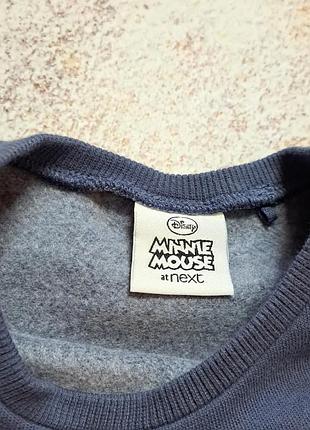 Disney
MINNIE
MOUSE
at next